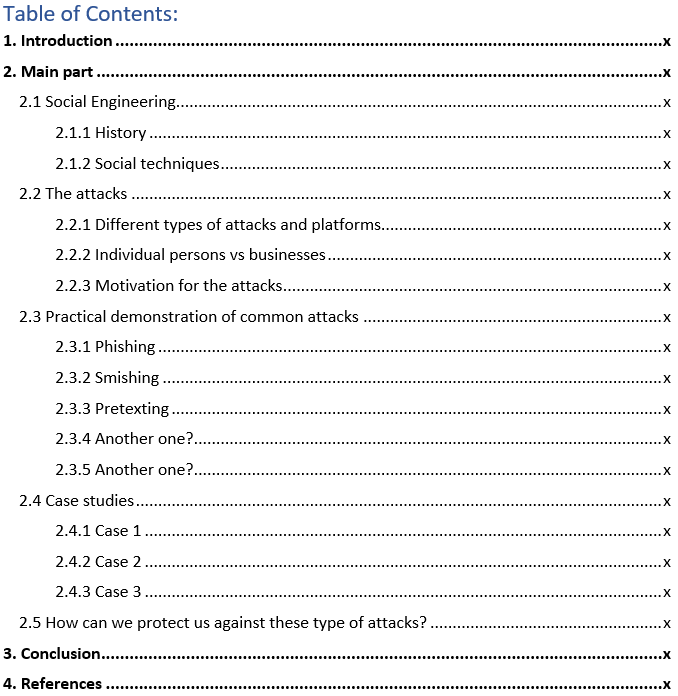 Table of Contents:
1. Introduction ........................................................................................................................ x
2. Main part ............................................................................................................................ x
2.1 Social Engineering........................................................................................................... x
2.1.1 History ...................................................................................................................... x
2.1.2 Social techniques...................................................................................................... x
2.2 The attacks ..................................................................................................................... x
2.2.1 Different types of attacks and platforms.............................................................. x
2.2.2 Individual persons vs businesses .......................................................................... x
2.2.3 Motivation for the attacks..................................................................................... x
2.3 Practical demonstration of common attacks ................................................................ x
2.3.1 Phishing ................................................................................................................... x
2.3.2 Smishing .................................................................................................................. x
2.3.3 Pretexting ................................................................................................................ x
2.3.4 Another one?........................................................................................................... x
2.3.5 Another one?........................................................................................................... x
2.4 Case studies .................................................................................................................... x
2.4.1 Case 1 ...................................................................................................................... x
2.4.2 Case 2 ...................................................................................................................... x
2.4.3 Case 3 ...................................................................................................................... x
2.5 How can we protect us against these type of attacks? ................................................. x
3. Conclusion........................................................................................................................... x
4. References .......................................................................................................................... x